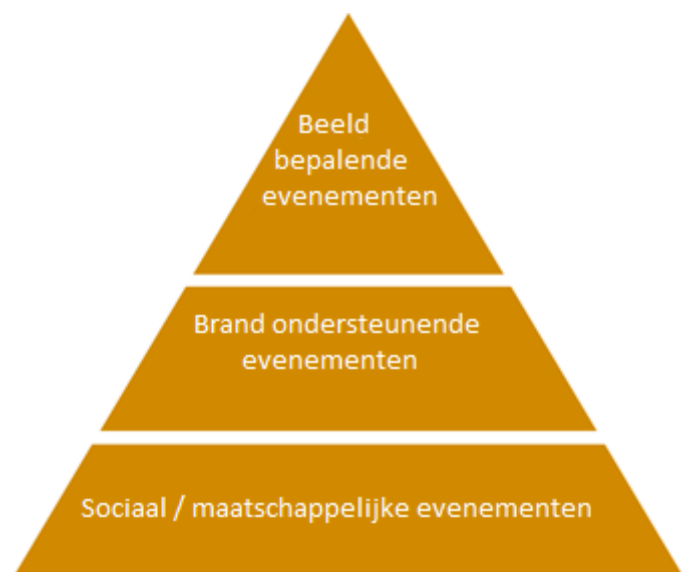 Beeld
bepalende
evenementen
Brand ondersteunende
evenementen
Sociaal / maatschappelijke evenementen